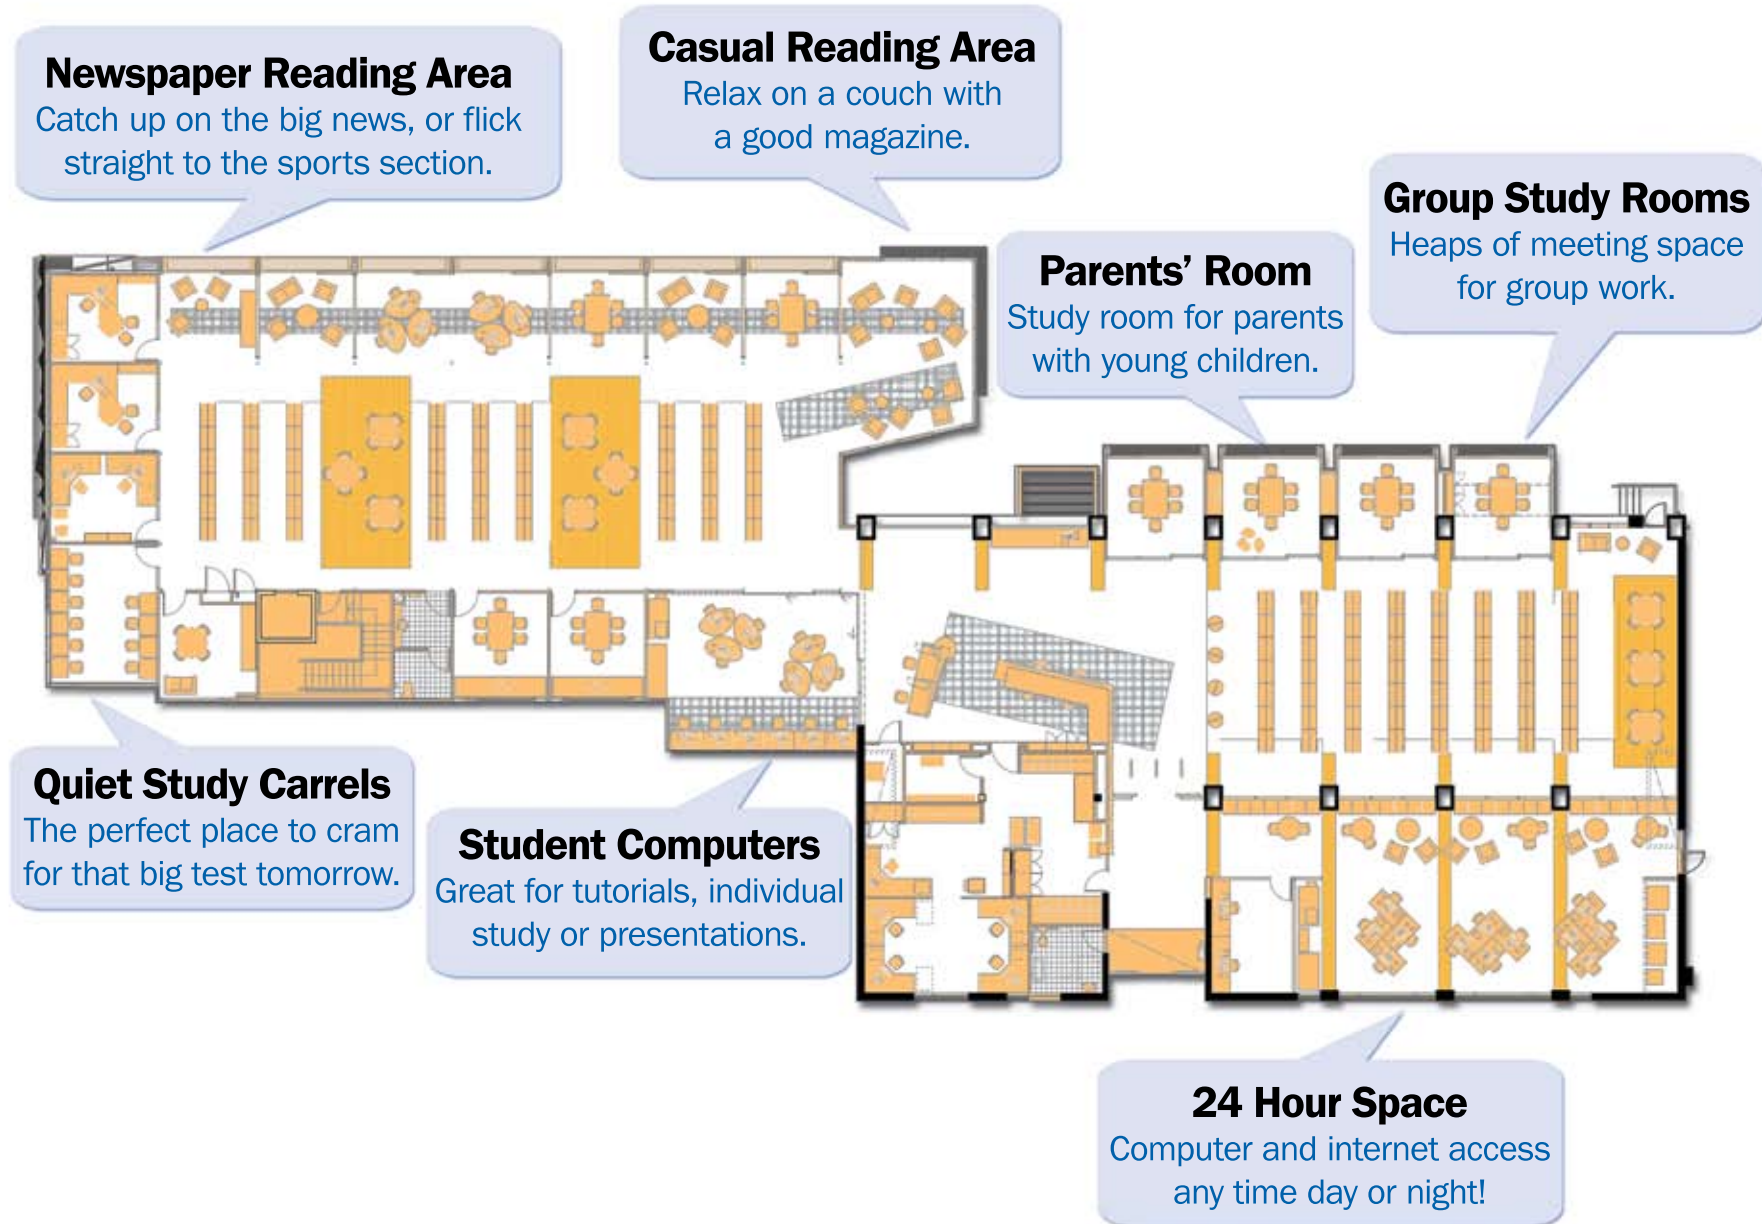 Newspaper Reading Area
Catch up on the big news, or flick
straight to the sports section.
Casual Reading Area
Relax on a couch with
a good magazine.
Parents’ Room
Study room for parents
with young children.
Group Study Rooms
Heaps of meeting space
for group work.
Quiet Study Carrels
The perfect place to cram
for that big test tomorrow.
Student Computers
Great for tutorials, individual
study or presentations.
24 Hour Space
Computer and internet access
any time day or night!